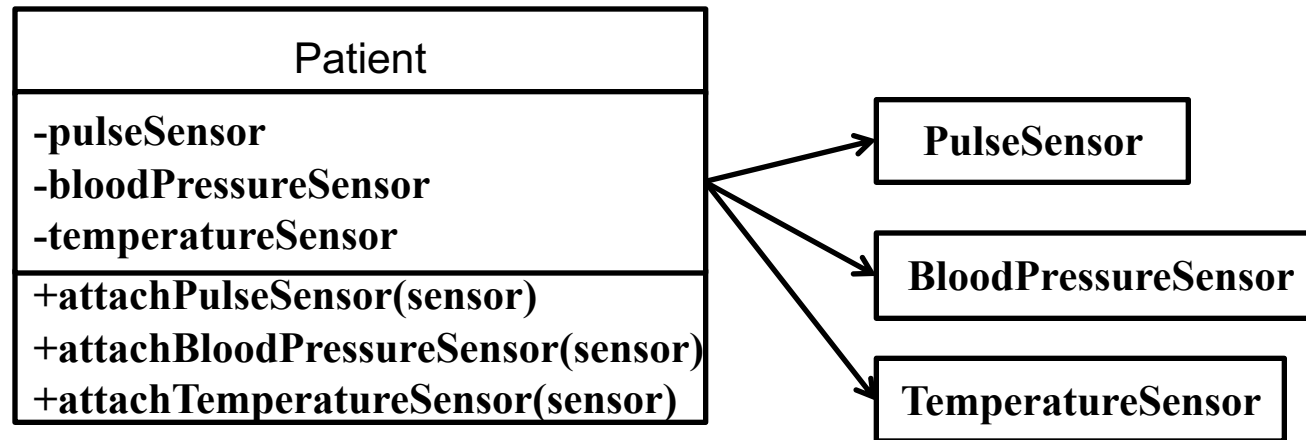 Patient
-pulseSensor
-bloodPressureSensor
-temperatureSensor
+attachPulseSensor(sensor)
+attachBloodPressureSensor(sensor)
+attachTemperatureSensor(sensor)
PulseSensor
BloodPressureSensor
TemperatureSensor